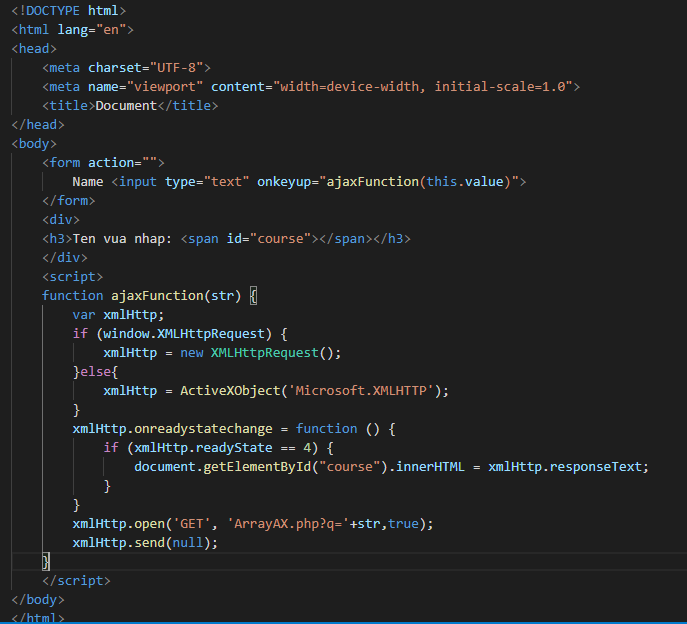 <!DOCTYPE html>
<html lang="en">
<head>
    <meta charset="UTF-8">
    <meta name="viewport" content="width=device-width, initial-scale=1.0">
    <title>Document</title>
</head>
<body>
    <form action="">
        Name <input type="text" onkeyup="ajaxFunction(this.value)">
    </form>
    <div>
    <h3>Ten vua nhap: <span id="course"></span></h3>
    </div>
    <script>
    function ajaxFunction(str) {
        var xmlHttp;
        if (window.XMLHttpRequest) {
            xmlHttp = new XMLHttpRequest();
        }else{
            xmlHttp = ActiveXObject('Microsoft.XMLHTTP');
        }
        xmlHttp.onreadystatechange = function () {
            if (xmlHttp.readyState == 4) {
                document.getElementById("course").innerHTML = xmlHttp.responseText;
            }
        }
        xmlHttp.open('GET', 'ArrayAX.php?q='+str,true);
        xmlHttp.send(null);
    }
    </script>
</body>
</html>